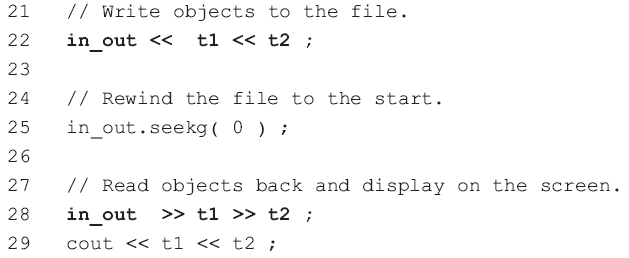 21 // Write objects to the file.
22 in_out << t1 << t2 ;
23
24 // Rewind the file to the start.
25 in_out.seekg( 0 ) ;
26
27 // Read objects back and display on the screen.
28 in_out >> t1 >> t2 ;
29 cout << t1 << t2 ;